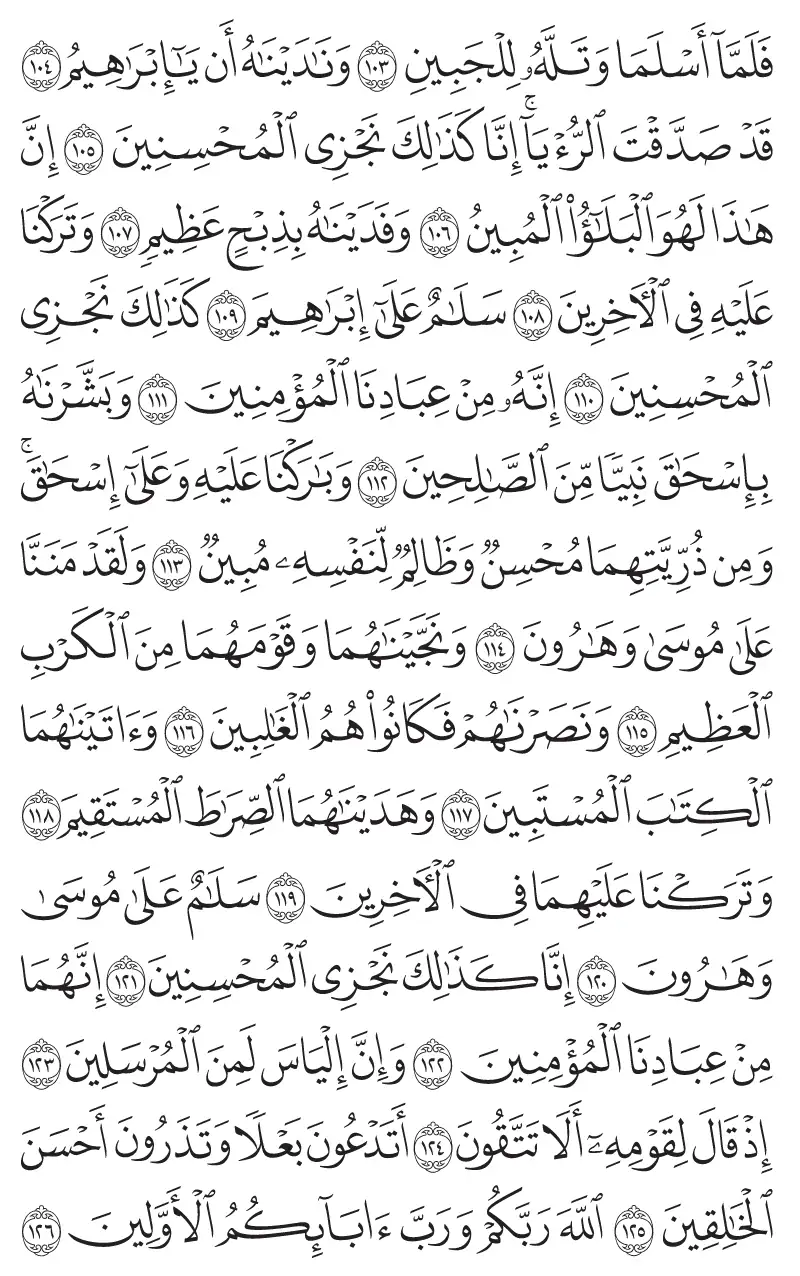 فَلَمَّآ أَسْلَمَا وَتَلَّهُۥ لِلْجَبِينِ ١٠٣ وَنَٰدَيْنَٰهُ أَن يَٰٓإِبْرَٰهِيمُ ١٠٤
قَدْ صَدَّقْتَ ٱلرُّءْيَآۚ إِنَّا كَذَٰلِكَ نَجْزِى ٱلْمُحْسِنِينَ ١٠٥ إِنَّ
هَٰذَا لَهُوَ ٱلْبَلَٰٓؤُا۟ ٱلْمُبِينُ ١٠٦ وَفَدَيْنَٰهُ بِذِبْحٍ عَظِيمٍ ١٠٧ وَتَرَكْنَا
عَلَيْهِ فِى ٱلْءَاخِرِينَ ١٠٨ سَلَٰمٌ عَلَىٰٓ إِبْرَٰهِيمَ ١٠٩ كَذَٰلِكَ نَجْزِى
ٱلْمُحْسِنِينَ ١١٠ إِنَّهُۥ مِنْ عِبَادِنَا ٱلْمُؤْمِنِينَ ١١١ وَبَشَّرْنَٰهُ
بِإِسْحَٰقَ نَبِيًّا مِّنَ ٱلصَّٰلِحِينَ ١١٢ وَبَٰرَكْنَا عَلَيْهِ وَعَلَىٰٓ إِسْحَٰقَۚ
وَمِن ذُرِّيَّتِهِمَا مُحْسِنٌ وَظَالِمٌ لِّنَفْسِهِۦ مُبِينٌ ١١٣ وَلَقَدْ مَنَنَّا
عَلَىٰ مُوسَىٰ وَهَٰرُونَ ١١٤ وَنَجَّيْنَٰهُمَا وَقَوْمَهُمَا مِنَ ٱلْكَرْبِ
ٱلْعَظِيمِ ١١٥ وَنَصَرْنَٰهُمْ فَكَانُوا۟ هُمُ ٱلْغَٰلِبِينَ ١١٦ وَءَاتَيْنَٰهُمَا
ٱلْكِتَٰبَ ٱلْمُسْتَبِينَ ١١٧ وَهَدَيْنَٰهُمَا ٱلصِّرَٰطَ ٱلْمُسْتَقِيمَ ١١٨
وَتَرَكْنَا عَلَيْهِمَا فِى ٱلْءَاخِرِينَ ١١٩ سَلَٰمٌ عَلَىٰ مُوسَىٰ
وَهَٰرُونَ ١٢٠ إِنَّا كَذَٰلِكَ نَجْزِى ٱلْمُحْسِنِينَ ١٢١ إِنَّهُمَا
مِنْ عِبَادِنَا ٱلْمُؤْمِنِينَ ١٢٢ وَإِنَّ إِلْيَاسَ لَمِنَ ٱلْمُرْسَلِينَ ١٢٣
إِذْ قَالَ لِقَوْمِهِۦٓ أَلَا تَتَّقُونَ ١٢٤ أَتَدْعُونَ بَعْلًا وَتَذَرُونَ أَحْسَنَ
ٱلْخَٰلِقِينَ ١٢٥ ٱللَّهَ رَبَّكُمْ وَرَبَّ ءَابَآئِكُمُ ٱلْأَوَّلِينَ ١٢٦